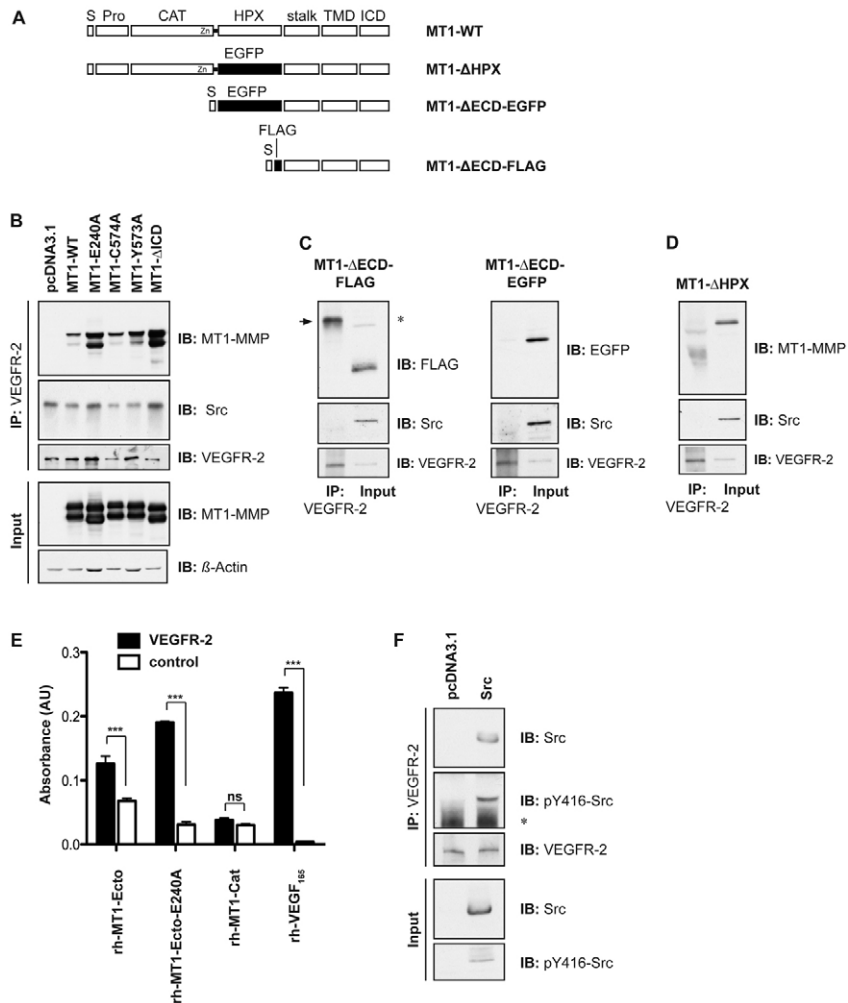 A
S Pro CAT HPX stalk TMD ICD
Zn
MT1-WT
EGFP
Zn
MT1-ΔHPX
S EGFP
MT1-ΔECD-EGFP
FLAG
S
MT1-ΔECD-FLAG
B
pcDNA3.1
MT1-WT
MT1-E240A
MT1-C574A
MT1-Y573A
MT1-ΔICD
IP: VEGFR-2
IB: MT1-MMP
IB: Src
IB: VEGFR-2
Input
IB: MT1-MMP
IB: ß-Actin
C
MT1-ΔECD-
FLAG
*
IB: FLAG
IB: Src
IB: VEGFR-2
IP: Input
VEGFR-2
MT1-ΔECD-
EGFP
IB: EGFP
IB: Src
IB: VEGFR-2
IP: Input
VEGFR-2
D
MT1-ΔHPX
IB: MT1-MMP
IB: Src
IB: VEGFR-2
IP: Input
VEGFR-2
E
VEGFR-2
control
Absorbance (AU)
0.3
0.2
0.1
0.0
***
***
ns
***
rh-MT1-Ecto
rh-MT1-Ecto-E240A
rh-MT1-Cat
rh-VEGF165
F
pcDNA3.1
Src
IP: VEGFR-2
IB: Src
IB: pY416-Src
*
IB: VEGFR-2
Input
IB: Src
IB: pY416-Src